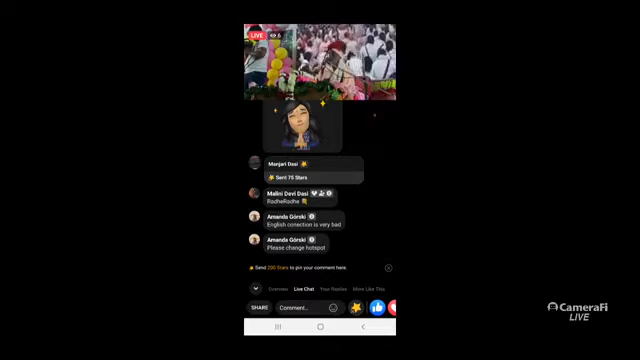 LIVE 6
Manjari Dasi
Sent 75 Stars
Malini Devi Dasi
RadheRadhe
Amanda Górski
English conection is very bad
Amanda Górski
Please change hotspot
Send 200 Stars to pin your comment here.
Overview Live Chat Your Replies More Like This
SHARE Comment...
CameraFi
LIVE